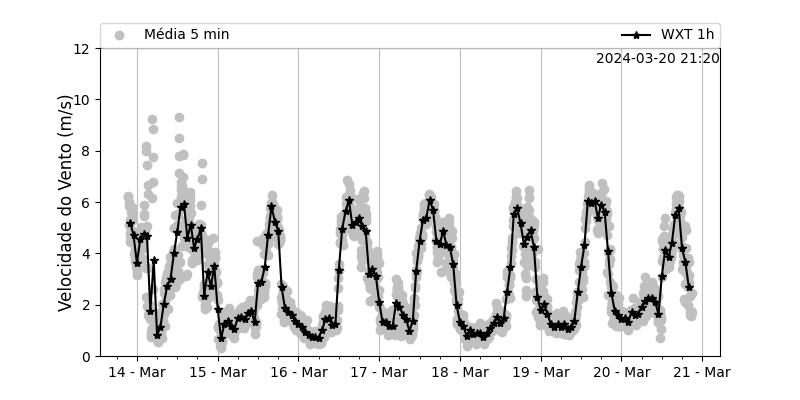 Média 5 min
WXT 1h
2024-03-20 21:20
Velocidade do Vento (m/s)
12
10
8
6
4
2
0
14 - Mar
15 - Mar
16 - Mar
17 - Mar
18 - Mar
19 - Mar
20 - Mar
21 - Mar